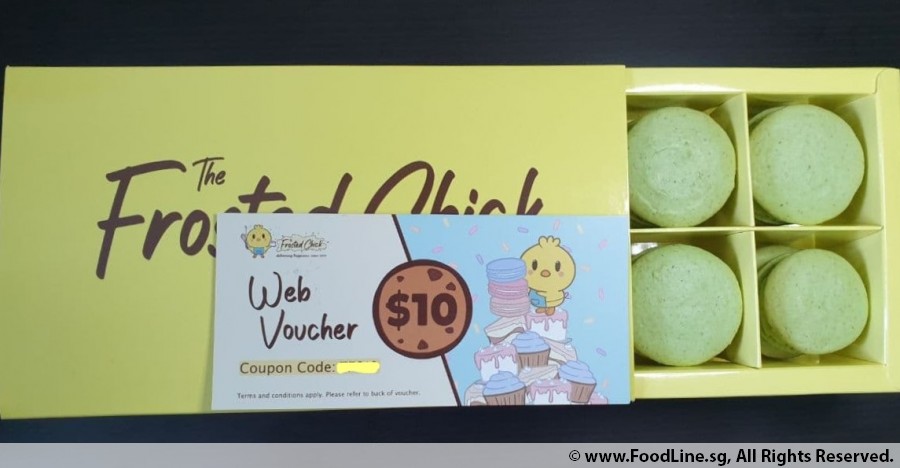 The
Frosted Chick
Frosted Chick
Web
Voucher
$10
Coupon Code:
Terms and conditions apply. Please refer to back of voucher.
© www.FoodLine.sg, All Rights Reserved.